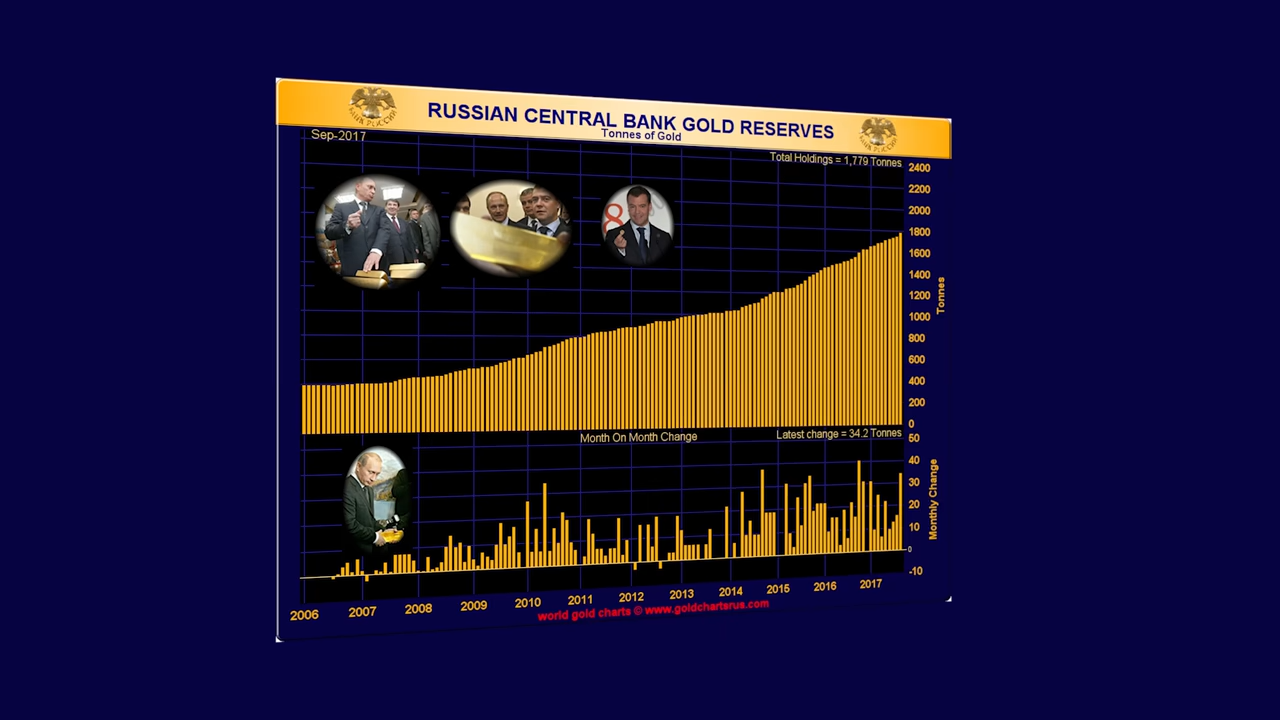 RUSSIAN CENTRAL BANK GOLD RESERVES
Tonnes of Gold
Sep-2017
Total Holdings = 1,779 Tonnes
2400
2200
2000
1800
1600
1400
1200
1000
800
600
400
200
0
Tonnes
Month On Month Change
Latest change = 34.2 Tonnes
50
40
30
20
10
0
-10
Monthly Change
2006 2007 2008 2009 2010 2011 2012 2013 2014 2015 2016 2017
world gold charts © www.goldchartsrus.com